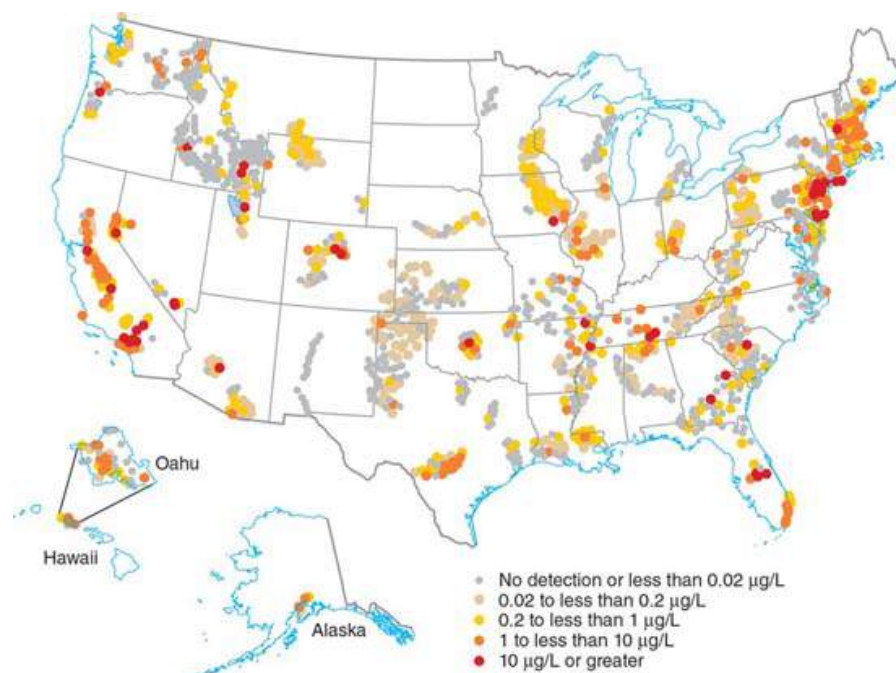 Oahu
Hawaii
Alaska
No detection or less than 0.02 µg/L
0.02 to less than 0.2 µg/L
0.2 to less than 1 µg/L
1 to less than 10 µg/L
10 µg/L or greater